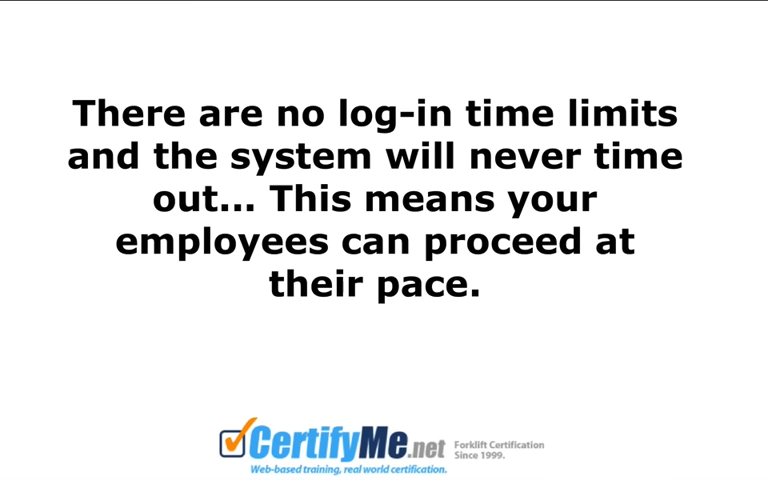 There are no log-in time limits
and the system will never time
out... This means your
employees can proceed at
their pace.
CertifyMe.net
Forklift Certification
Since 1999.
Web-based training, real world certification.